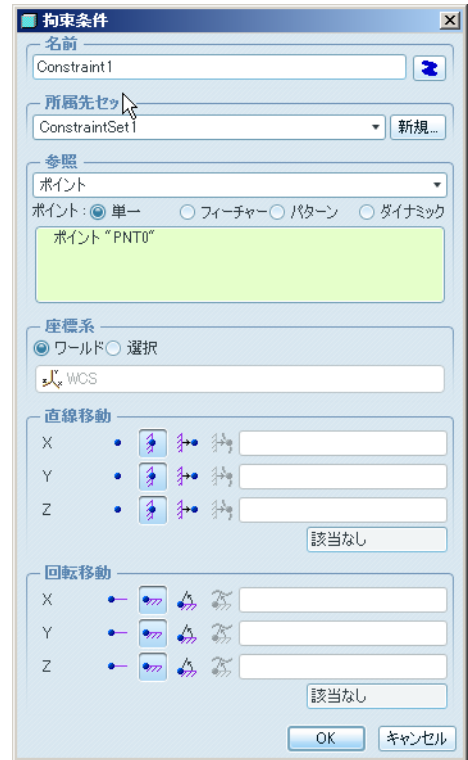 拘束条件
名前
Constraint1
所属先セッ
ConstraintSet1
新規...
参照
ポイント
ポイント : 単一 フィーチャー パターン ダイナミック
ポイント "PNT0"
座標系
ワールド 選択
WCS
直線移動
X
Y
Z
該当なし
回転移動
X
Y
Z
該当なし
OK キャンセル